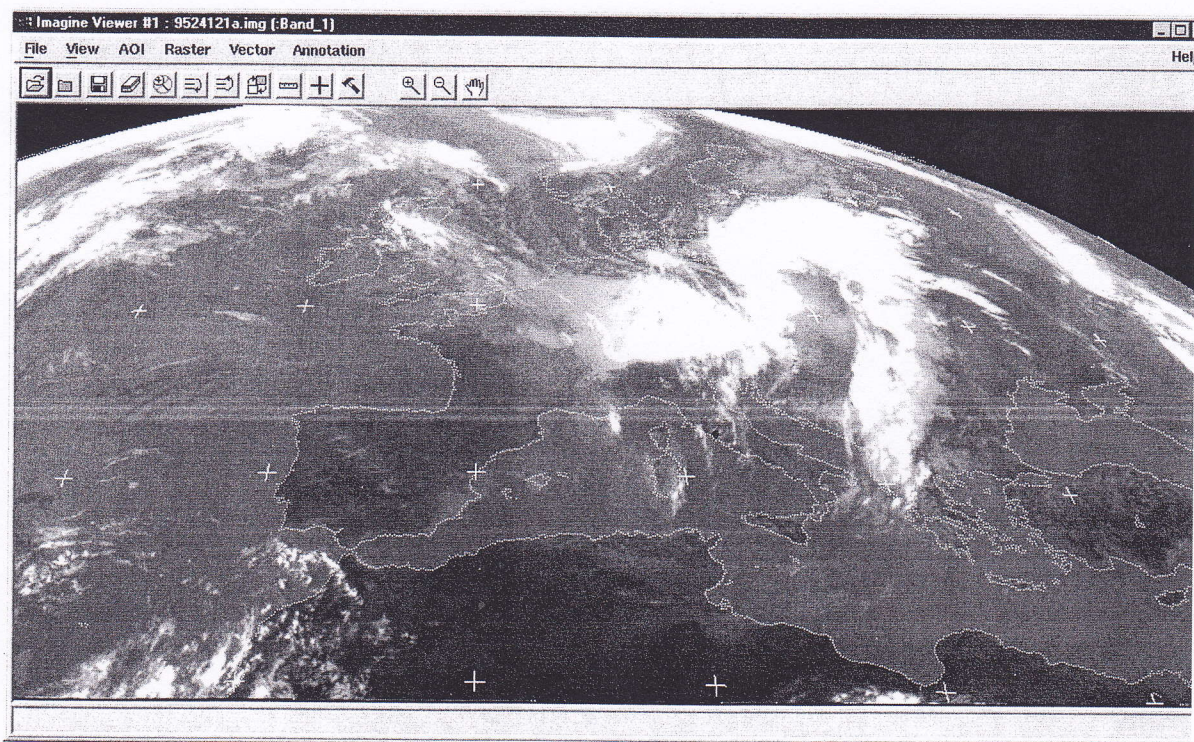 Imagine Viewer #1 : 9524121a.img (:Band_1)
File View AOI Raster Vector Annotation
Help